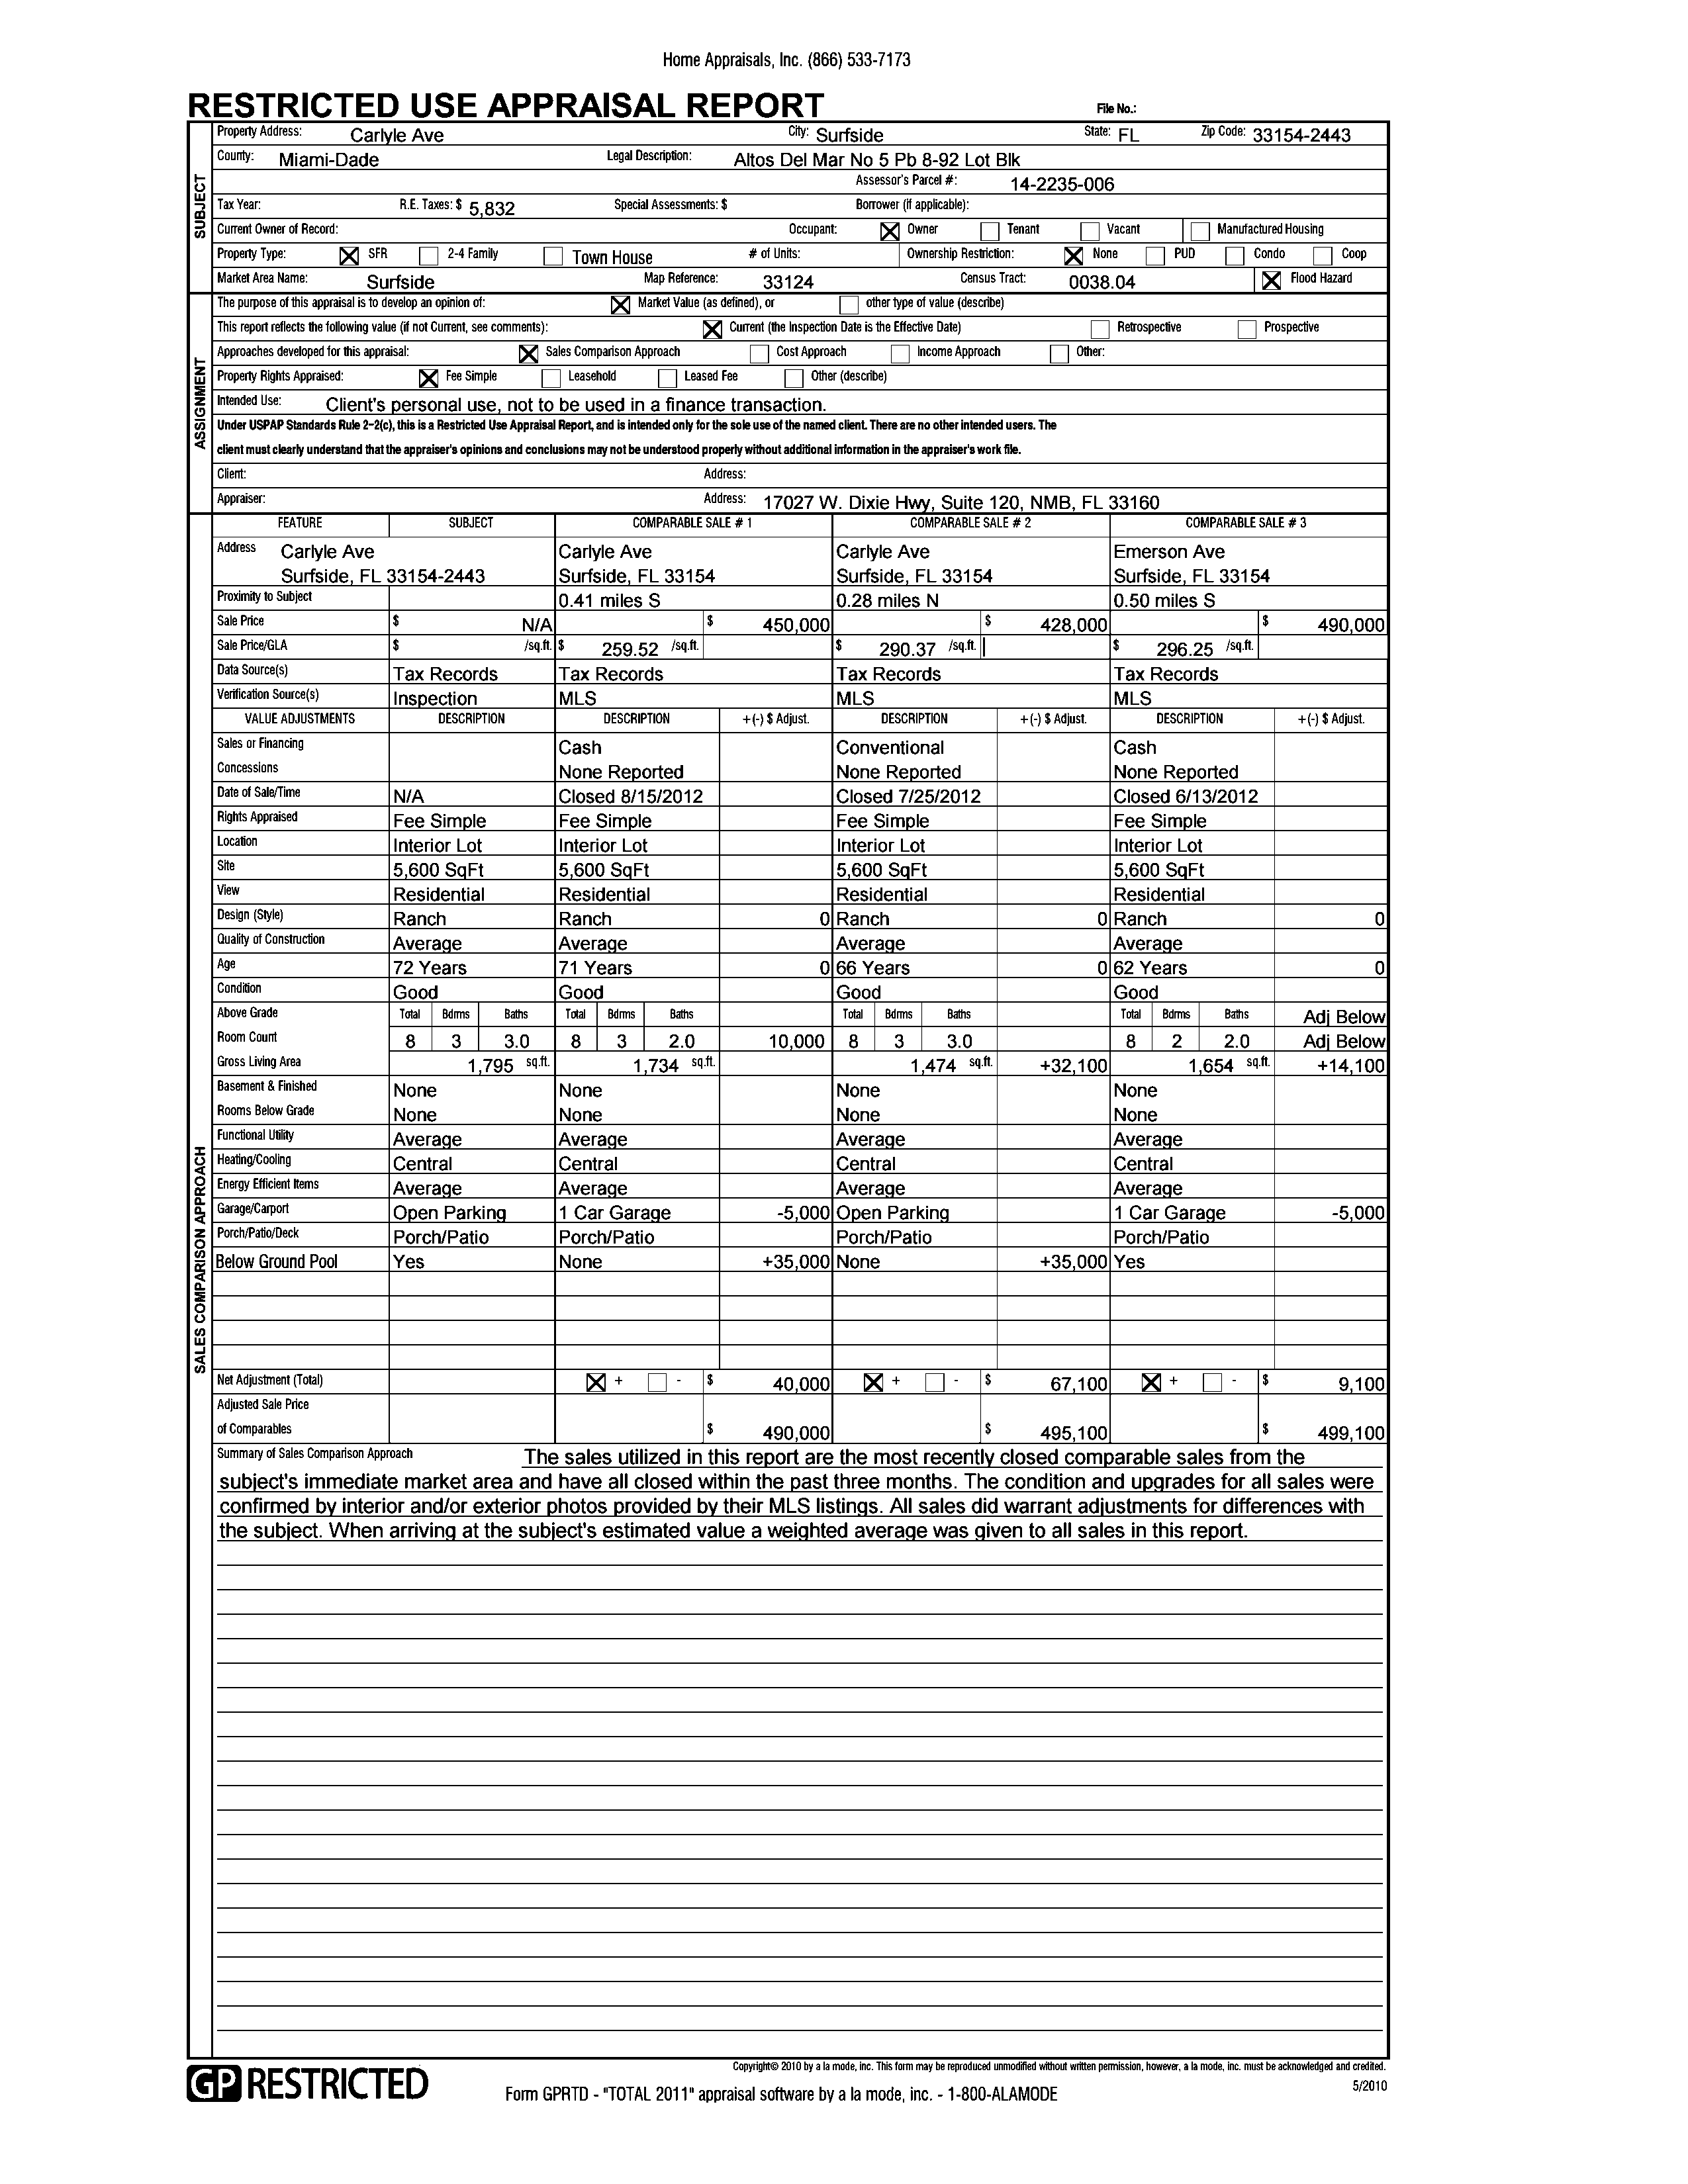 Home Appraisals, Inc. (866) 533-7173
RESTRICTED USE APPRAISAL REPORT File No.:
SUBJECT
Property Address: Carlyle Ave City: Surfside State: FL Zip Code: 33154-2443
County: Miami-Dade Legal Description: Altos Del Mar No 5 Pb 8-92 Lot Blk
Assessor's Parcel #: 14-2235-006
Tax Year: R.E. Taxes: $ 5,832 Special Assessments: $ Borrower (if applicable):
Current Owner of Record: Occupant: Owner Tenant Vacant Manufactured Housing
Property Type: SFR 2-4 Family Town House # of Units: Ownership Restriction: None PUD Condo Coop
Market Area Name: Surfside Map Reference: 33124 Census Tract: 0038.04 Flood Hazard
ASSIGNMENT
The purpose of this appraisal is to develop an opinion of: Market Value (as defined), or other type of value (describe)
This report reflects the following value (if not Current, see comments): Current (the Inspection Date is the Effective Date) Retrospective Prospective
Approaches developed for this appraisal: Sales Comparison Approach Cost Approach Income Approach Other:
Property Rights Appraised: Fee Simple Leasehold Leased Fee Other (describe)
Intended Use: Client's personal use, not to be used in a finance transaction.
Under USPAP Standards Rule 2-2(c), this is a Restricted Use Appraisal Report, and is intended only for the sole use of the named client. There are no other intended users. The
client must clearly understand that the appraiser's opinions and conclusions may not be understood properly without additional information in the appraiser's work file.
Client: Address:
Appraiser: Address: 17027 W. Dixie Hwy, Suite 120, NMB, FL 33160
SALES COMPARISON APPROACH
FEATURE SUBJECT COMPARABLE SALE # 1 COMPARABLE SALE # 2 COMPARABLE SALE # 3
Address Carlyle Ave Carlyle Ave Carlyle Ave Emerson Ave
Surfside, FL 33154-2443 Surfside, FL 33154 Surfside, FL 33154 Surfside, FL 33154
Proximity to Subject 0.41 miles S 0.28 miles N 0.50 miles S
Sale Price $ N/A $ 450,000 $ 428,000 $ 490,000
Sale Price/GLA $ /sq.ft. $ 259.52 /sq.ft. $ 290.37 /sq.ft. $ 296.25 /sq.ft.
Data Source(s) Tax Records Tax Records Tax Records Tax Records
Verification Source(s) Inspection MLS MLS MLS
VALUE ADJUSTMENTS DESCRIPTION DESCRIPTION +(-) $ Adjust. DESCRIPTION +(-) $ Adjust. DESCRIPTION +(-) $ Adjust.
Sales or Financing Cash Conventional Cash
Concessions None Reported None Reported None Reported
Date of Sale/Time N/A Closed 8/15/2012 Closed 7/25/2012 Closed 6/13/2012
Rights Appraised Fee Simple Fee Simple Fee Simple Fee Simple
Location Interior Lot Interior Lot Interior Lot Interior Lot
Site 5,600 SqFt 5,600 SqFt 5,600 SqFt 5,600 SqFt
View Residential Residential Residential Residential
Design (Style) Ranch Ranch 0 Ranch 0 Ranch 0
Quality of Construction Average Average Average Average
Age 72 Years 71 Years 0 66 Years 0 62 Years 0
Condition Good Good Good Good
Above Grade Total Bdrms Baths Total Bdrms Baths Total Bdrms Baths Total Bdrms Baths Adj Below
Room Count 8 3 3.0 8 3 2.0 10,000 8 3 3.0 8 2 2.0 Adj Below
Gross Living Area 1,795 sq.ft. 1,734 sq.ft. 1,474 sq.ft. +32,100 1,654 sq.ft. +14,100
Basement & Finished None None None None
Rooms Below Grade None None None None
Functional Utility Average Average Average Average
Heating/Cooling Central Central Central Central
Energy Efficient Items Average Average Average Average
Garage/Carport Open Parking 1 Car Garage -5,000 Open Parking 1 Car Garage -5,000
Porch/Patio/Deck Porch/Patio Porch/Patio Porch/Patio Porch/Patio
Below Ground Pool Yes None +35,000 None +35,000 Yes
Net Adjustment (Total) + - $ 40,000 + - $ 67,100 + - $ 9,100
Adjusted Sale Price
of Comparables $ 490,000 $ 495,100 $ 499,100
Summary of Sales Comparison Approach The sales utilized in this report are the most recently closed comparable sales from the
subject's immediate market area and have all closed within the past three months. The condition and upgrades for all sales were
confirmed by interior and/or exterior photos provided by their MLS listings. All sales did warrant adjustments for differences with
the subject. When arriving at the subject's estimated value a weighted average was given to all sales in this report.
Copyright© 2010 by a la mode, inc. This form may be reproduced unmodified without written permission, however, a la mode, inc. must be acknowledged and credited.
GP RESTRICTED
Form GPRTD - "TOTAL 2011" appraisal software by a la mode, inc. - 1-800-ALAMODE
5/2010